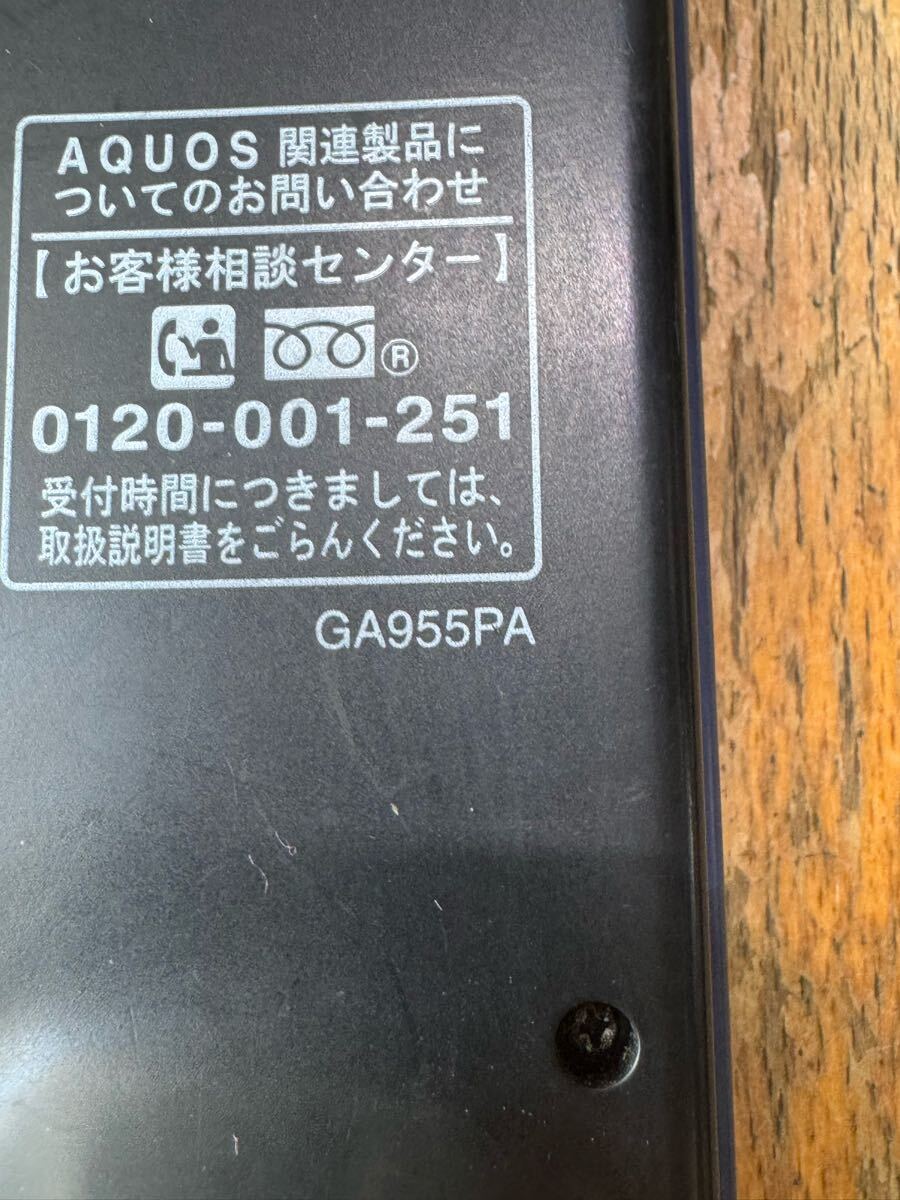 AQUOS 関連製品に
ついてのお問い合わせ
【お客様相談センター】
®
0120-001-251
受付時間につきましては、
取扱説明書をごらんください。
GA955PA